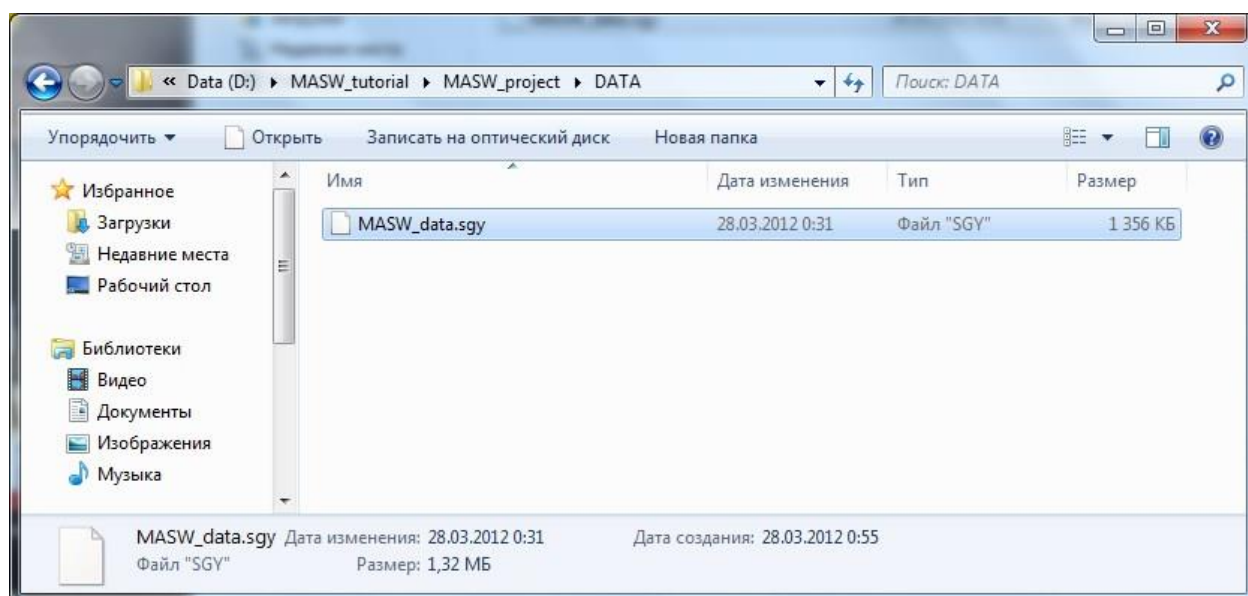 « Data (D:) ▸ MASW_tutorial ▸ MASW_project ▸ DATA Поиск: DATA
Упорядочить Открыть Записать на оптический диск Новая папка
Избранное
Загрузки
Недавние места
Рабочий стол
Библиотеки
Видео
Документы
Изображения
Музыка
Имя Дата изменения Тип Размер
MASW_data.sgy 28.03.2012 0:31 Файл "SGY" 1 356 КБ
MASW_data.sgy Дата изменения: 28.03.2012 0:31 Дата создания: 28.03.2012 0:55
Файл "SGY" Размер: 1,32 МБ